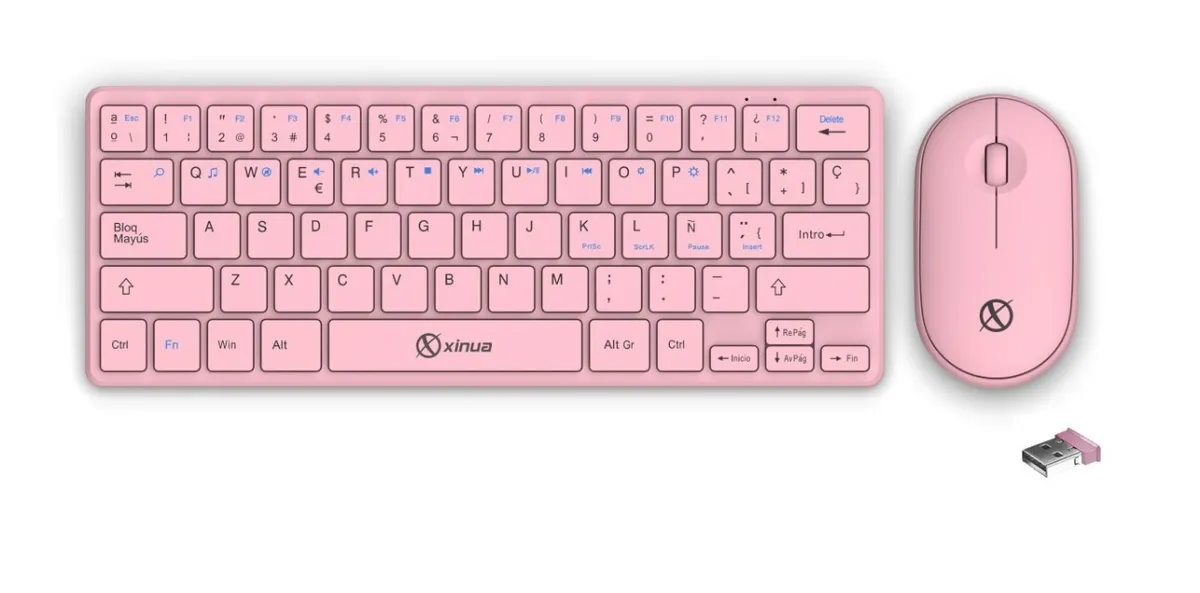 ª Esc ! F1 " F2 · F3 $ F4 % F5 & F6 / F7 ( F8 ) F9 = F10 ? F11 ¿ F12 Delete
º \ 1 ¦ 2 @ 3 # 4 5 6 ¬ 7 8 9 0 ' ¡
Q W E R T Y U I O P ^ * Ç
€ ` [ + ] }
Bloq
Mayús
A S D F G H J K L Ñ ¨ { Intro
PrtSc ScrLK Pause ´ Insert
Z X C V B N M ; : —
, . –
Ctrl Fn Win Alt xinua Alt Gr Ctrl
RePág
Inicio AvPág Fin